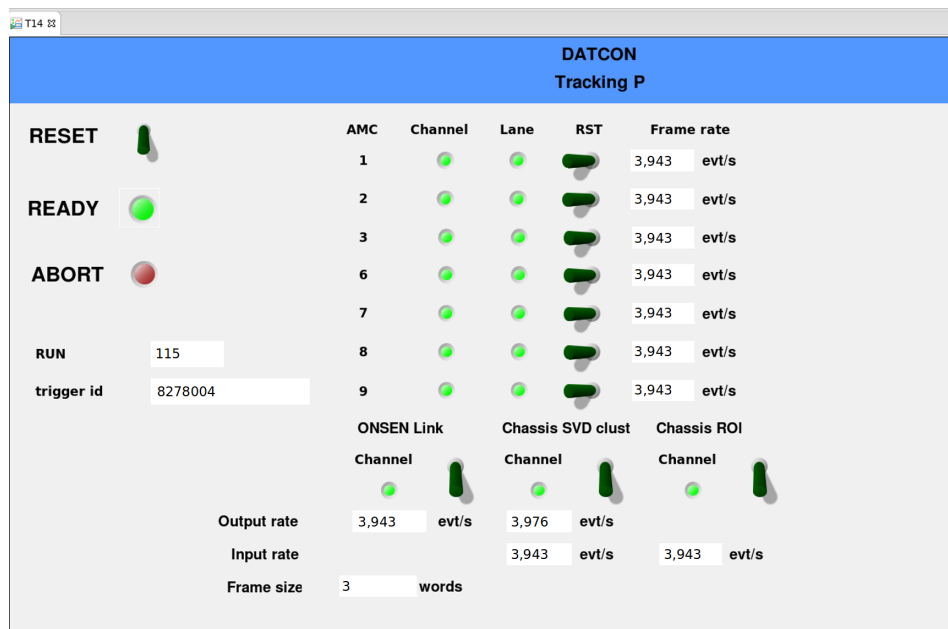 T14
DATCON
Tracking P
RESET
READY
ABORT
RUN 115
trigger id 8278004
AMC Channel Lane RST Frame rate
1 3,943 evt/s
2 3,943 evt/s
3 3,943 evt/s
6 3,943 evt/s
7 3,943 evt/s
8 3,943 evt/s
9 3,943 evt/s
ONSEN Link Chassis SVD clust Chassis ROI
Channel Channel Channel
Output rate 3,943 evt/s 3,976 evt/s
Input rate 3,943 evt/s 3,943 evt/s
Frame size 3 words